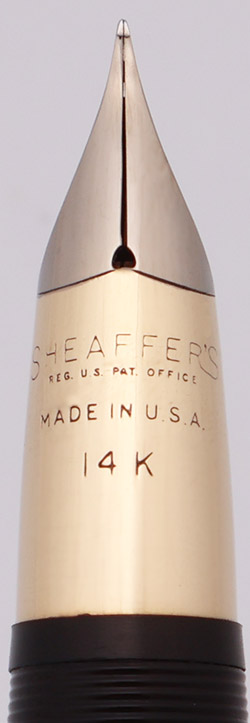 SHEAFFER'S
REG. U.S. PAT. OFFICE
MADE IN U.S.A.
14 K